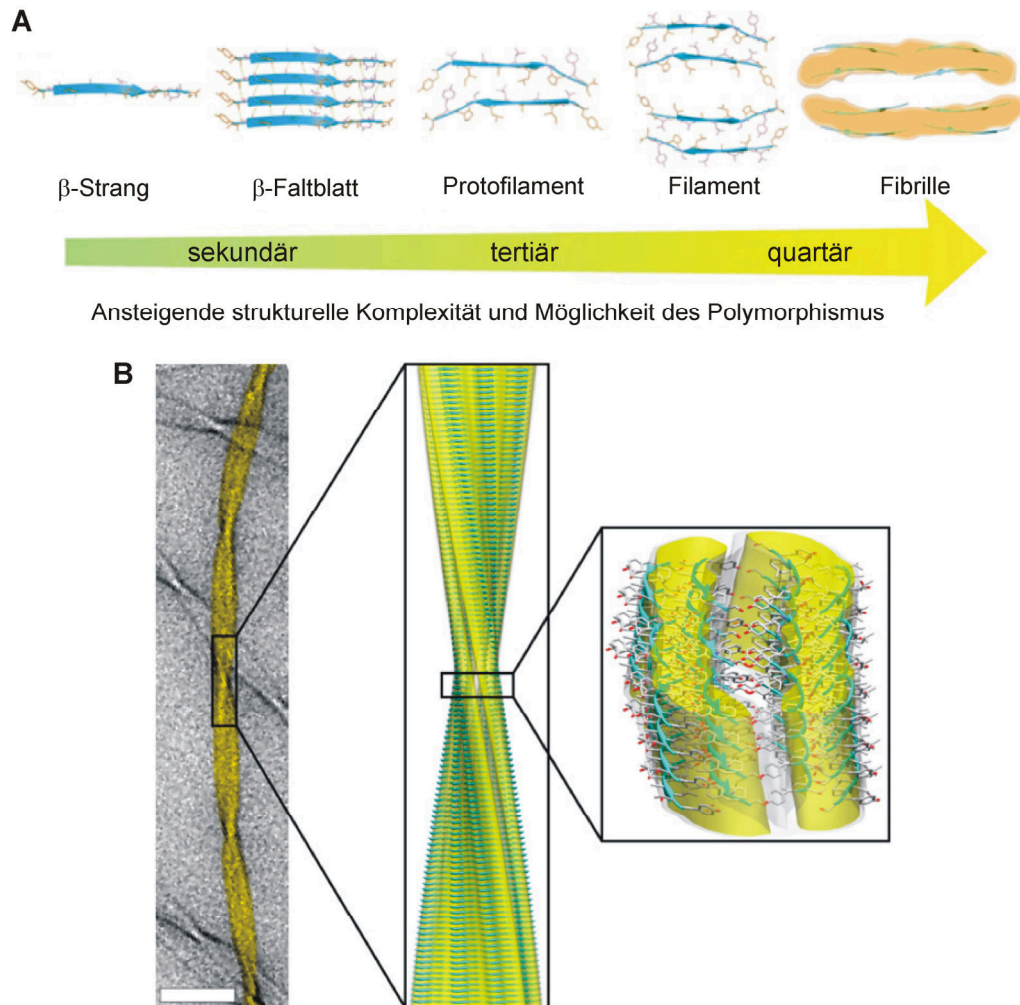 A
β-Strang
β-Faltblatt
Protofilament
Filament
Fibrille
sekundär
tertiär
quartär
Ansteigende strukturelle Komplexität und Möglichkeit des Polymorphismus
B